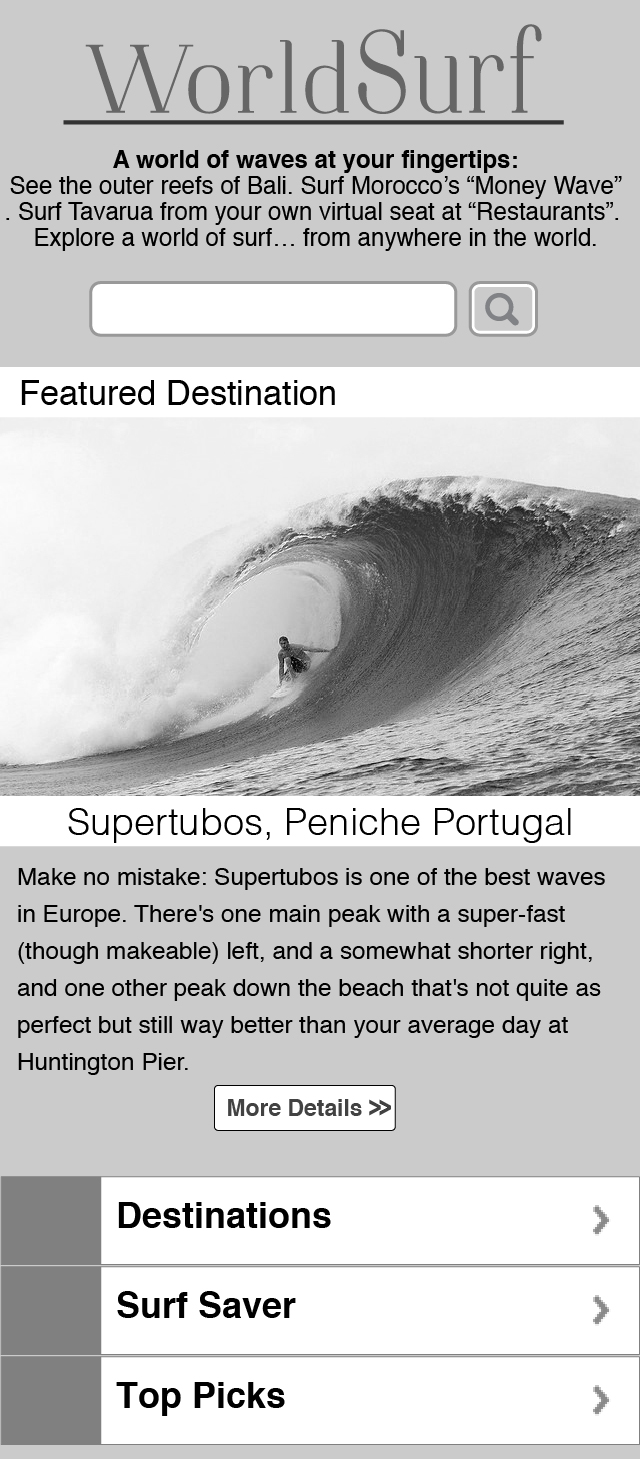 WorldSurf
A world of waves at your fingertips:
See the outer reefs of Bali. Surf Morocco’s “Money Wave”
. Surf Tavarua from your own virtual seat at “Restaurants”.
Explore a world of surf… from anywhere in the world.
Featured Destination
Supertubos, Peniche Portugal
Make no mistake: Supertubos is one of the best waves
in Europe. There's one main peak with a super-fast
(though makeable) left, and a somewhat shorter right,
and one other peak down the beach that's not quite as
perfect but still way better than your average day at
Huntington Pier.
More Details >>
Destinations
Surf Saver
Top Picks